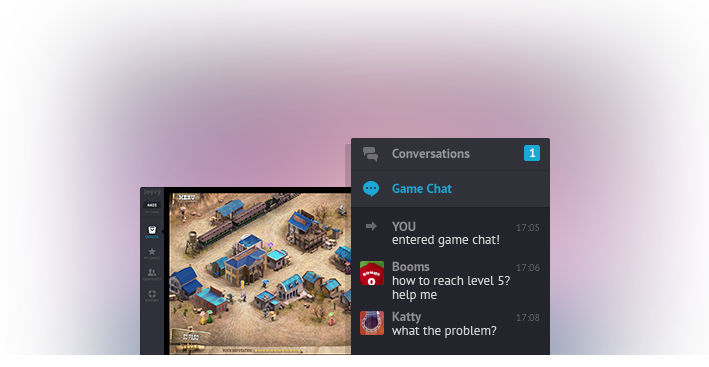 Conversations
1
Game Chat
YOU
17:05
entered game chat!
Booms
17:06
how to reach level 5?
help me
Katty
17:08
what the problem?
MENU